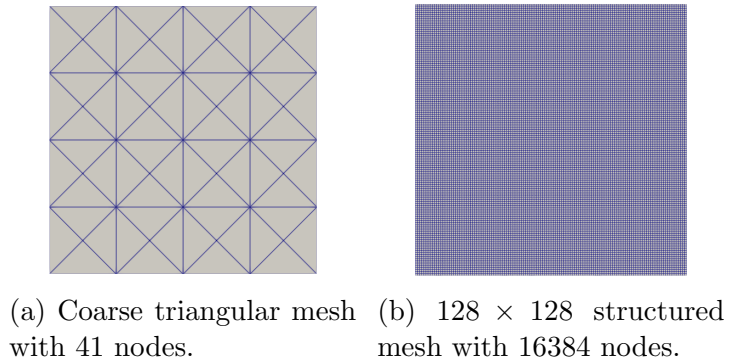 (a) Coarse triangular mesh
with 41 nodes.
(b) 128 × 128 structured
mesh with 16384 nodes.